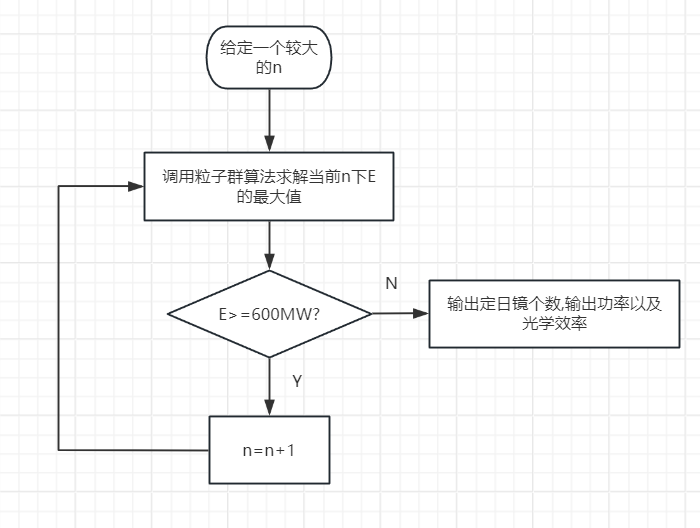 给定一个较大
的n
调用粒子群算法求解当前n下E
的最大值
E>=600MW?
N
输出定日镜个数,输出功率以及
光学效率
Y
n=n+1